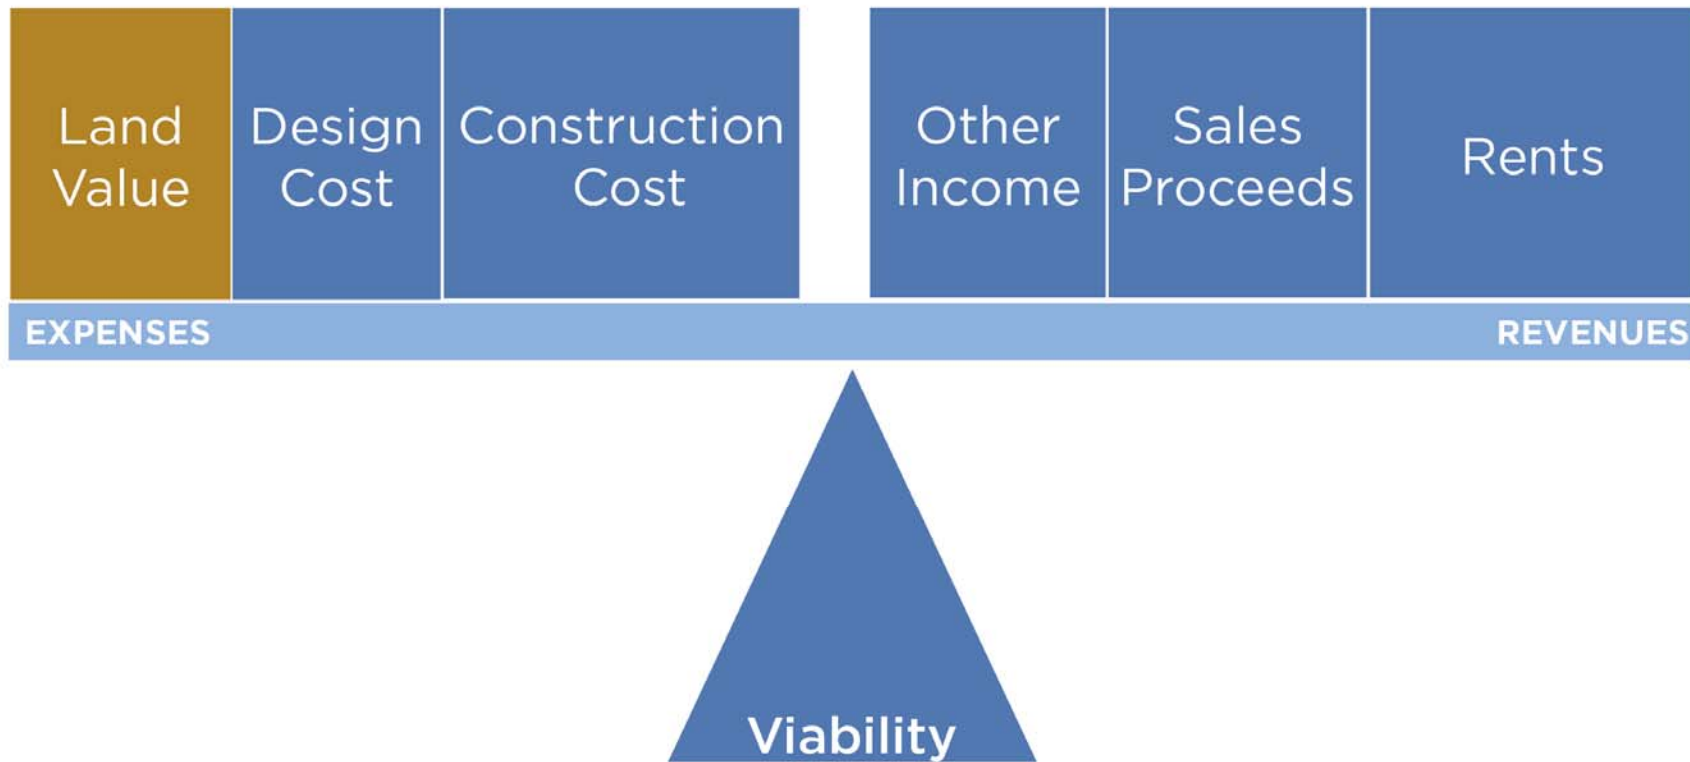 Land
Value
Design
Cost
Construction
Cost
Other
Income
Sales
Proceeds
Rents
EXPENSES
REVENUES
Viability